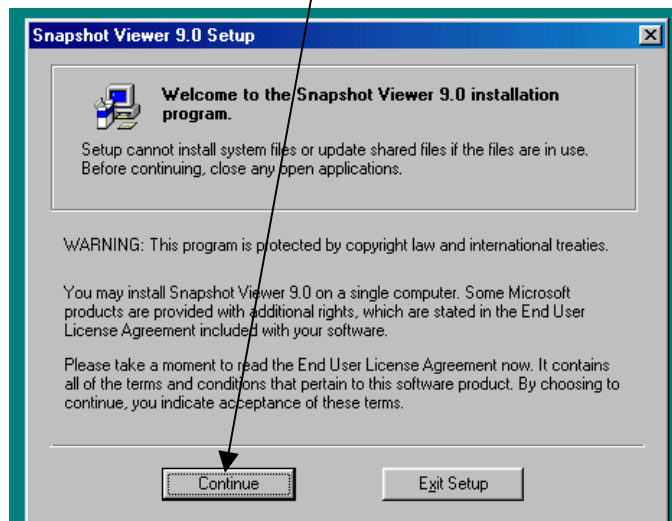 Snapshot Viewer 9.0 Setup
Welcome to the Snapshot Viewer 9.0 installation
program.
Setup cannot install system files or update shared files if the files are in use.
Before continuing, close any open applications.
WARNING: This program is protected by copyright law and international treaties.
You may install Snapshot Viewer 9.0 on a single computer. Some Microsoft
products are provided with additional rights, which are stated in the End User
License Agreement included with your software.
Please take a moment to read the End User License Agreement now. It contains
all of the terms and conditions that pertain to this software product. By choosing to
continue, you indicate acceptance of these terms.
Continue
Exit Setup